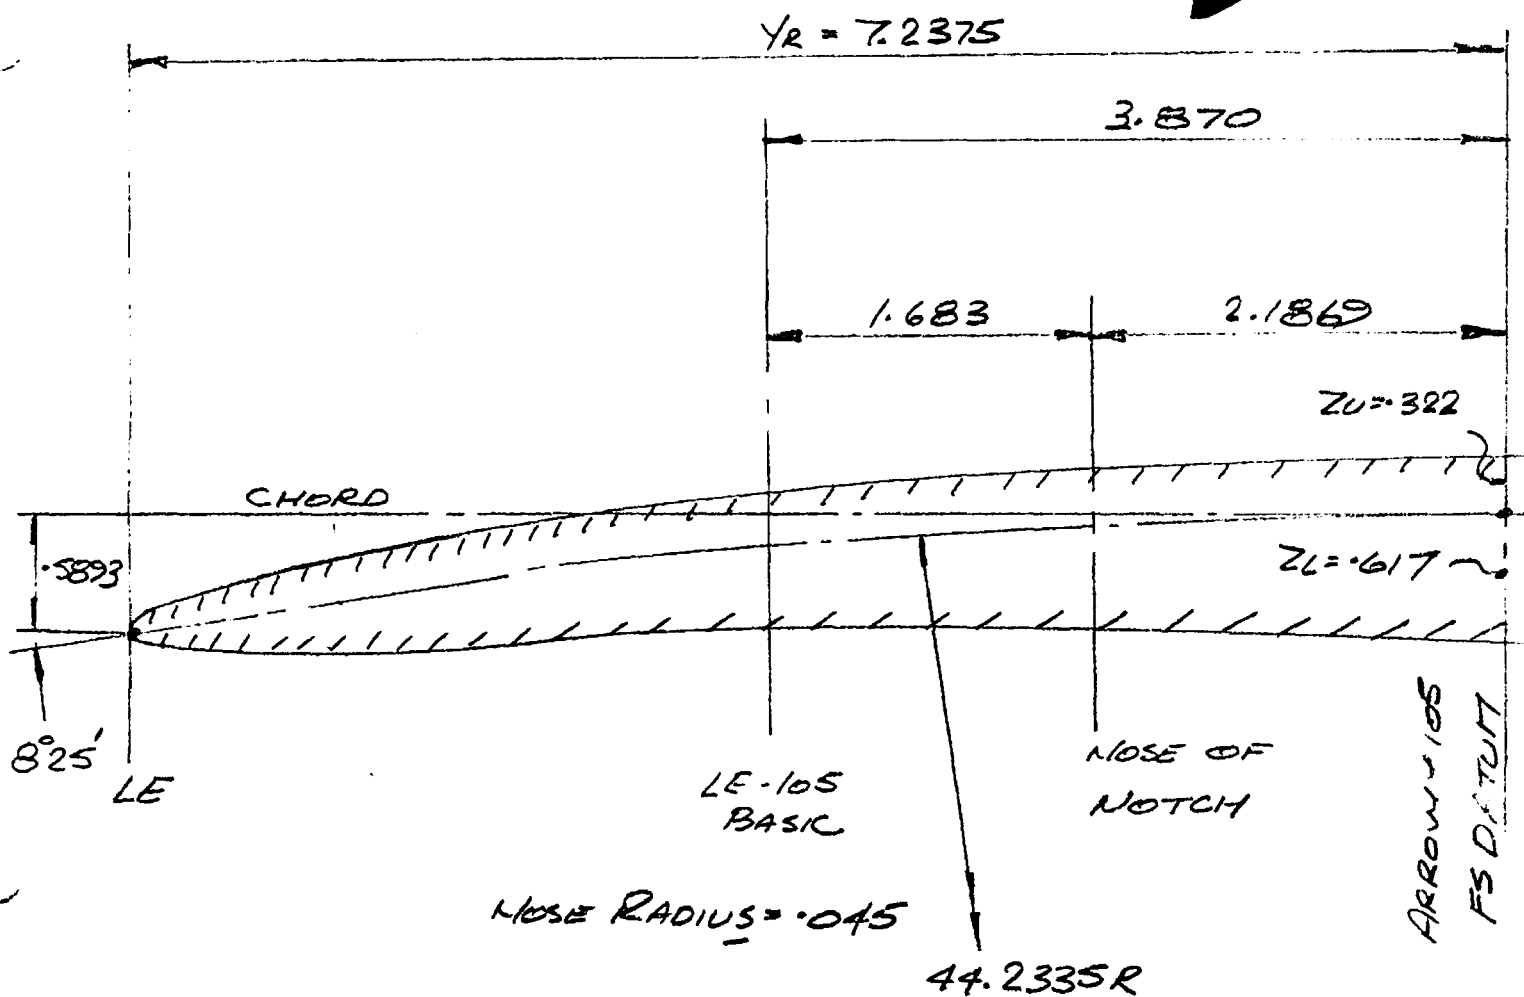 YR = 7.2375
3.870
1.683
2.1869
ZU=.322
CHORD
.5893
ZL=.617
8°25'
LE
LE-105
BASIC
NOSE OF
NOTCH
ARROW 105
FS DATUM
NOSE RADIUS = .045
44.2335R